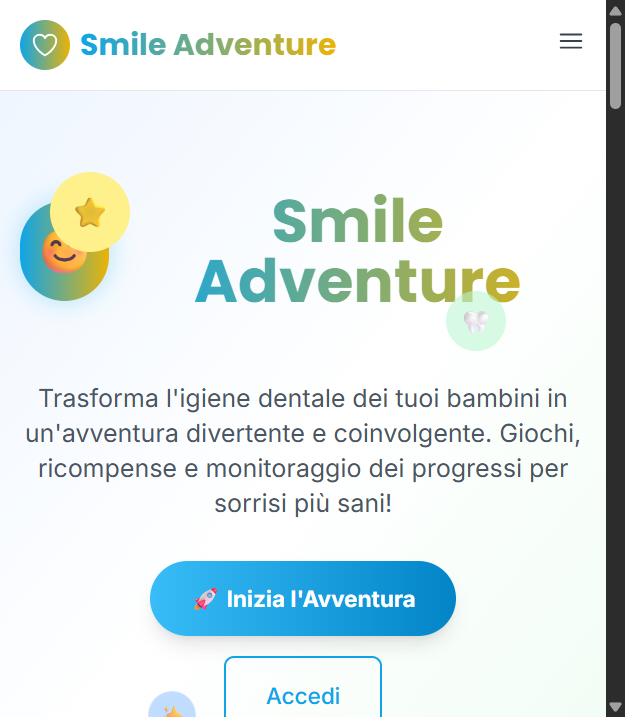 Smile Adventure
Smile
Adventure
Trasforma l'igiene dentale dei tuoi bambini in
un'avventura divertente e coinvolgente. Giochi,
ricompense e monitoraggio dei progressi per
sorrisi più sani!
🚀 Inizia l'Avventura
Accedi